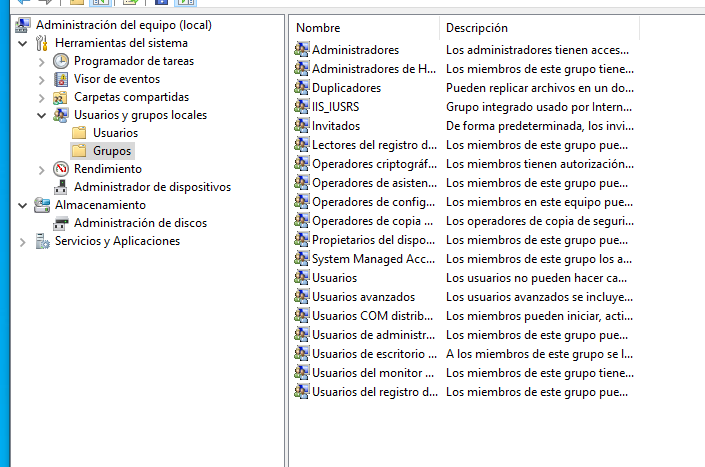 Administración del equipo (local)
Herramientas del sistema
Programador de tareas
Visor de eventos
Carpetas compartidas
Usuarios y grupos locales
Usuarios
Grupos
Rendimiento
Administrador de dispositivos
Almacenamiento
Administración de discos
Servicios y Aplicaciones
Nombre Descripción
Administradores Los administradores tienen acces...
Administradores de H... Los miembros de este grupo tiene...
Duplicadores Pueden replicar archivos en un do...
IIS_IUSRS Grupo integrado usado por Intern...
Invitados De forma predeterminada, los invi...
Lectores del registro d... Los miembros de este grupo pue...
Operadores criptográf... Los miembros tienen autorización...
Operadores de asisten... Los miembros de este grupo pue...
Operadores de config... Los miembros en este equipo pue...
Operadores de copia ... Los operadores de copia de seguri...
Propietarios del dispo... Los miembros de este grupo pue...
System Managed Acc... Los miembros de este grupo los a...
Usuarios Los usuarios no pueden hacer ca...
Usuarios avanzados Los usuarios avanzados se incluye...
Usuarios COM distrib... Los miembros pueden iniciar, acti...
Usuarios de administr... Los miembros de este grupo pue...
Usuarios de escritorio ... A los miembros de este grupo se l...
Usuarios del monitor ... Los miembros de este grupo tiene...
Usuarios del registro d... Los miembros de este grupo pue...